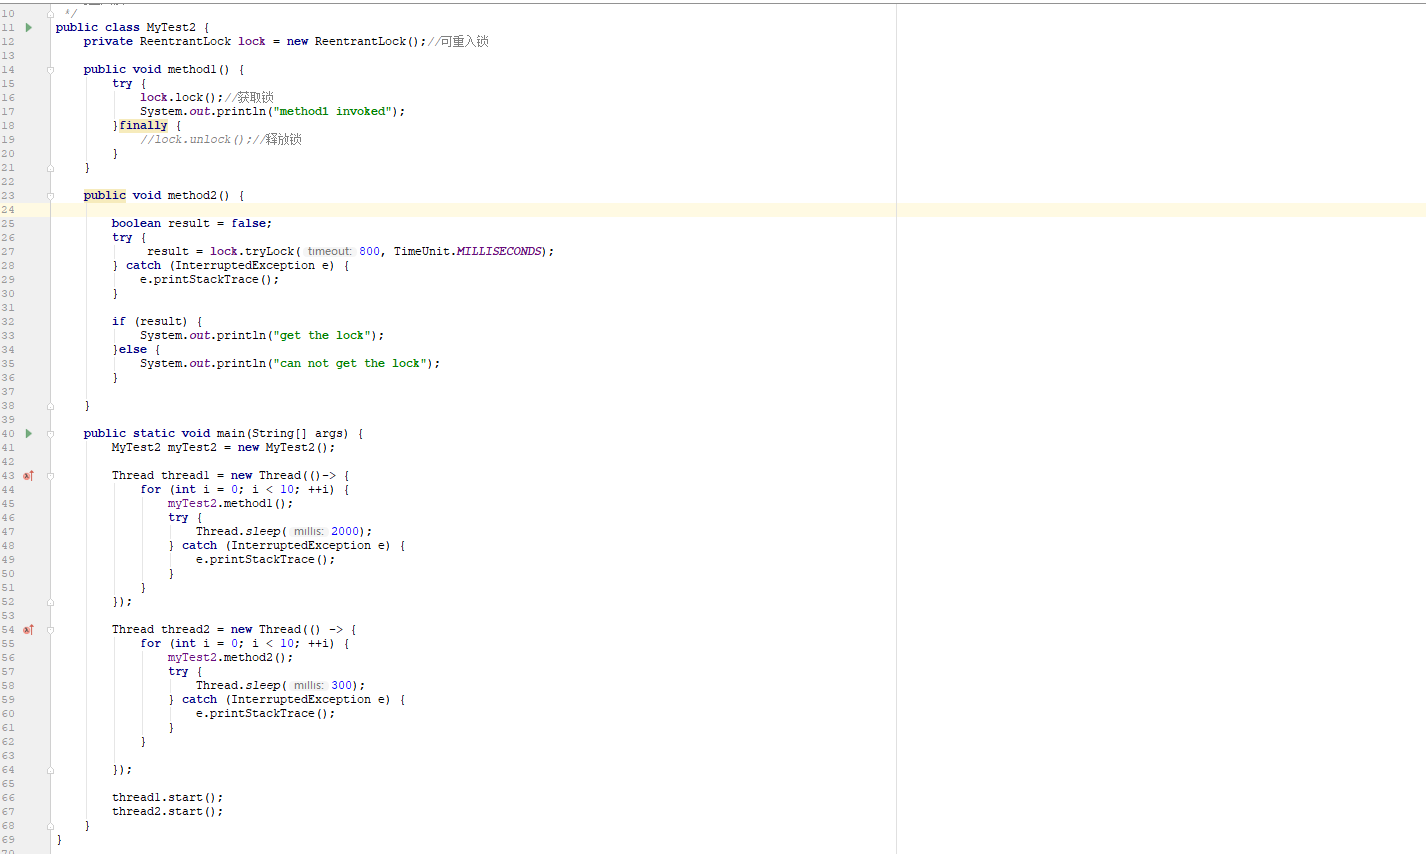 10 */
11 public class MyTest2 {
12 private ReentrantLock lock = new ReentrantLock();//可重入锁
13
14 public void method1() {
15 try {
16 lock.lock();//获取锁
17 System.out.println("method1 invoked");
18 }finally {
19 //lock.unlock();//释放锁
20 }
21 }
22
23 public void method2() {
24
25 boolean result = false;
26 try {
27 result = lock.tryLock( timeout: 800, TimeUnit.MILLISECONDS);
28 } catch (InterruptedException e) {
29 e.printStackTrace();
30 }
31
32 if (result) {
33 System.out.println("get the lock");
34 }else {
35 System.out.println("can not get the lock");
36 }
37
38 }
39
40 public static void main(String[] args) {
41 MyTest2 myTest2 = new MyTest2();
42
43 Thread thread1 = new Thread(()-> {
44 for (int i = 0; i < 10; ++i) {
45 myTest2.method1();
46 try {
47 Thread.sleep( millis: 2000);
48 } catch (InterruptedException e) {
49 e.printStackTrace();
50 }
51 }
52 });
53
54 Thread thread2 = new Thread(() -> {
55 for (int i = 0; i < 10; ++i) {
56 myTest2.method2();
57 try {
58 Thread.sleep( millis: 300);
59 } catch (InterruptedException e) {
60 e.printStackTrace();
61 }
62 }
63
64 });
65
66 thread1.start();
67 thread2.start();
68 }
69 }